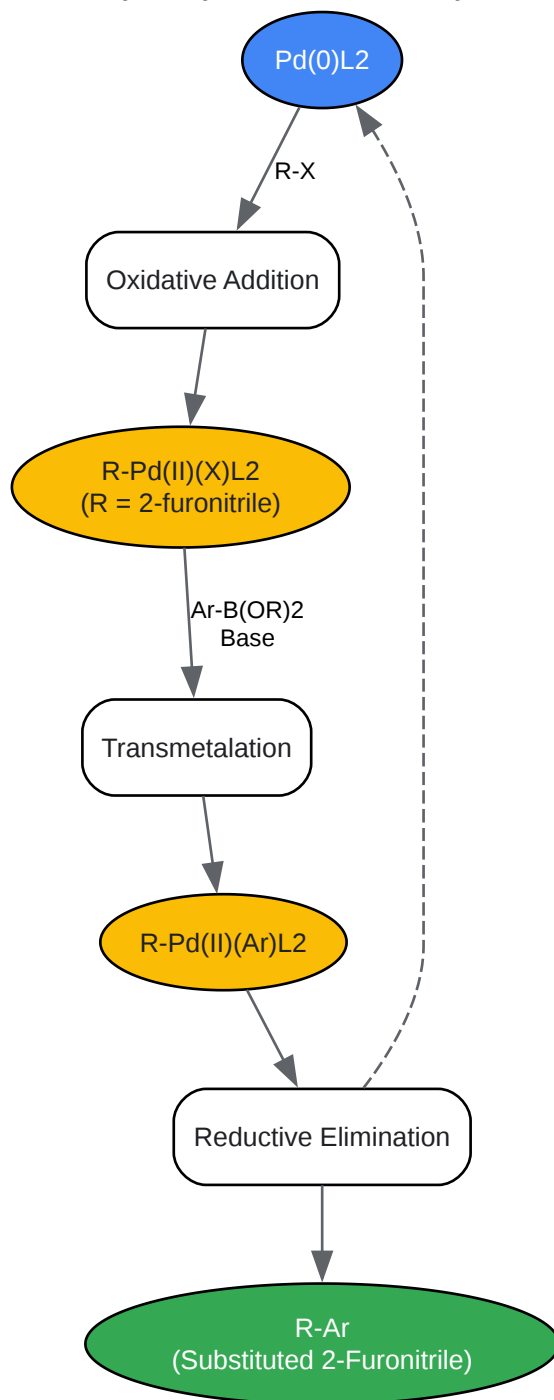 Pd(0)L2
R-X
Oxidative Addition
R-Pd(II)(X)L2
(R = 2-furonitrile)
Ar-B(OR)2
Base
Transmetalation
R-Pd(II)(Ar)L2
Reductive Elimination
R-Ar
(Substituted 2-Furonitrile)